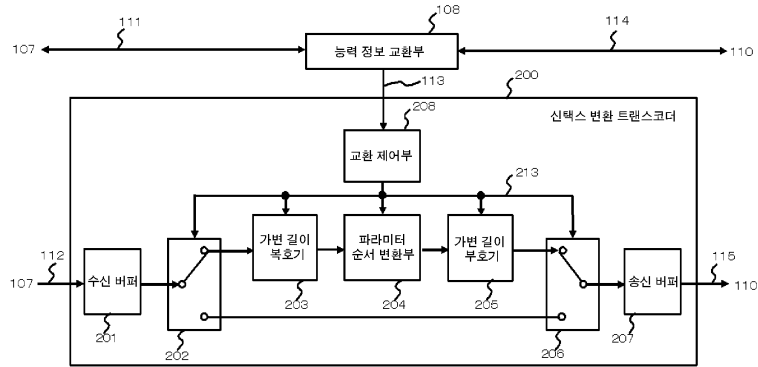 108
111
114
107
능력 정보 교환부
110
113
200
208
신택스 변환 트랜스코더
교환 제어부
213
112
가변 길이
복호기
파라미터
순서 변환부
가변 길이
부호기
115
107
수신 버퍼
송신 버퍼
110
203
204
205
201
202
206
207